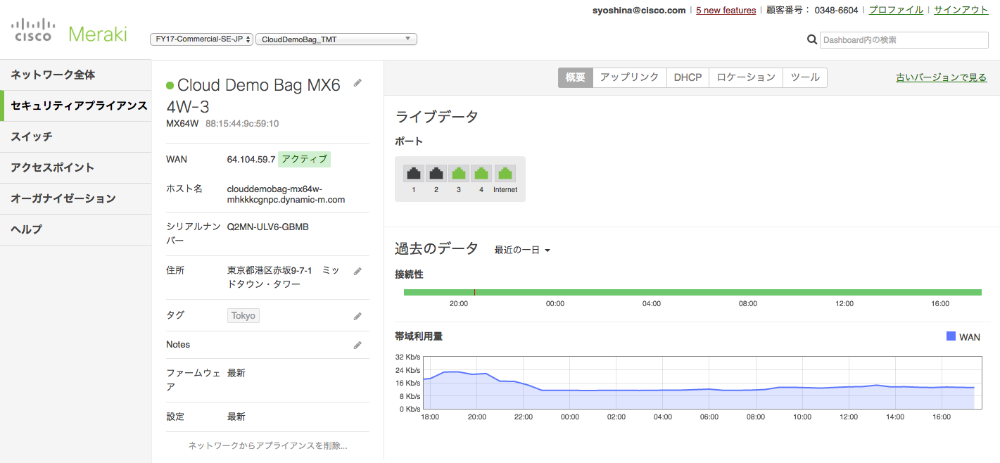 syoshina@cisco.com | 5 new features | 顧客番号： 0348-6604 | プロファイル | サインアウト
CISCO Meraki
FY17-Commercial-SE-JP CloudDemoBag_TMT
Dashboard内の検索
ネットワーク全体
セキュリティアプライアンス
スイッチ
アクセスポイント
オーガナイゼーション
ヘルプ
Cloud Demo Bag MX6
4W-3
MX64W 88:15:44:9c:59:10
WAN 64.104.59.7 アクティブ
ホスト名 clouddemobag-mx64w-
mhkkkcgnpc.dynamic-m.com
シリアルナン Q2MN-ULV6-GBMB
バー
住所 東京都港区赤坂9-7-1　ミッ
ドタウン・タワー
タグ Tokyo
Notes
ファームウェ 最新
ア
設定 最新
ネットワークからアプライアンスを削除...
概要 アップリンク DHCP ロケーション ツール
古いバージョンで見る
ライブデータ
ポート
1 2 3 4 Internet
過去のデータ 最近の一日
接続性
20:00 00:00 04:00 08:00 12:00 16:00
帯域利用量 WAN
32 Kb/s
24 Kb/s
16 Kb/s
8 Kb/s
0 Kb/s
18:00 20:00 22:00 00:00 02:00 04:00 06:00 08:00 10:00 12:00 14:00 16:00